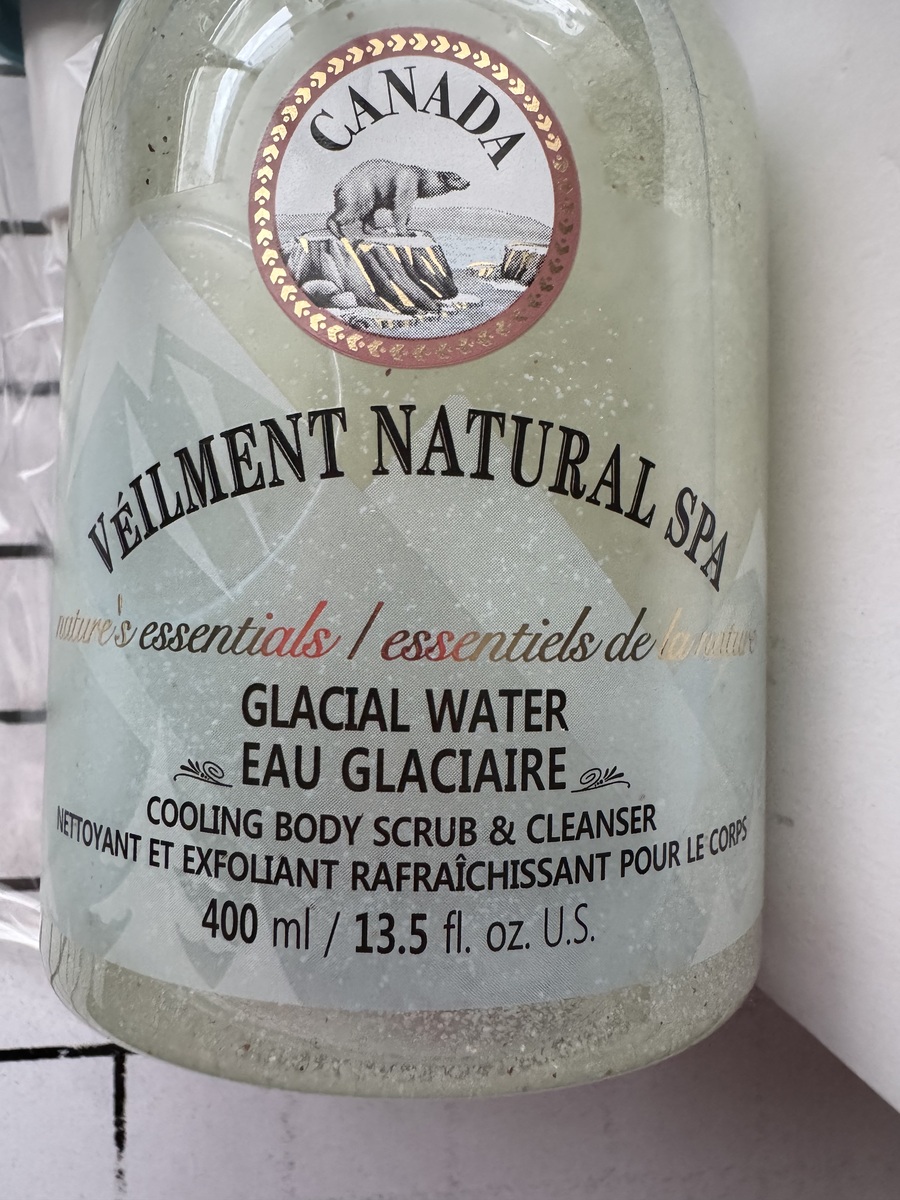 CANADA
VÉILMENT NATURAL SPA
nature's essentials / essentiels de la nature
GLACIAL WATER
EAU GLACIAIRE
COOLING BODY SCRUB & CLEANSER
NETTOYANT ET EXFOLIANT RAFRAÎCHISSANT POUR LE CORPS
400 ml / 13.5 fl. oz. U.S.